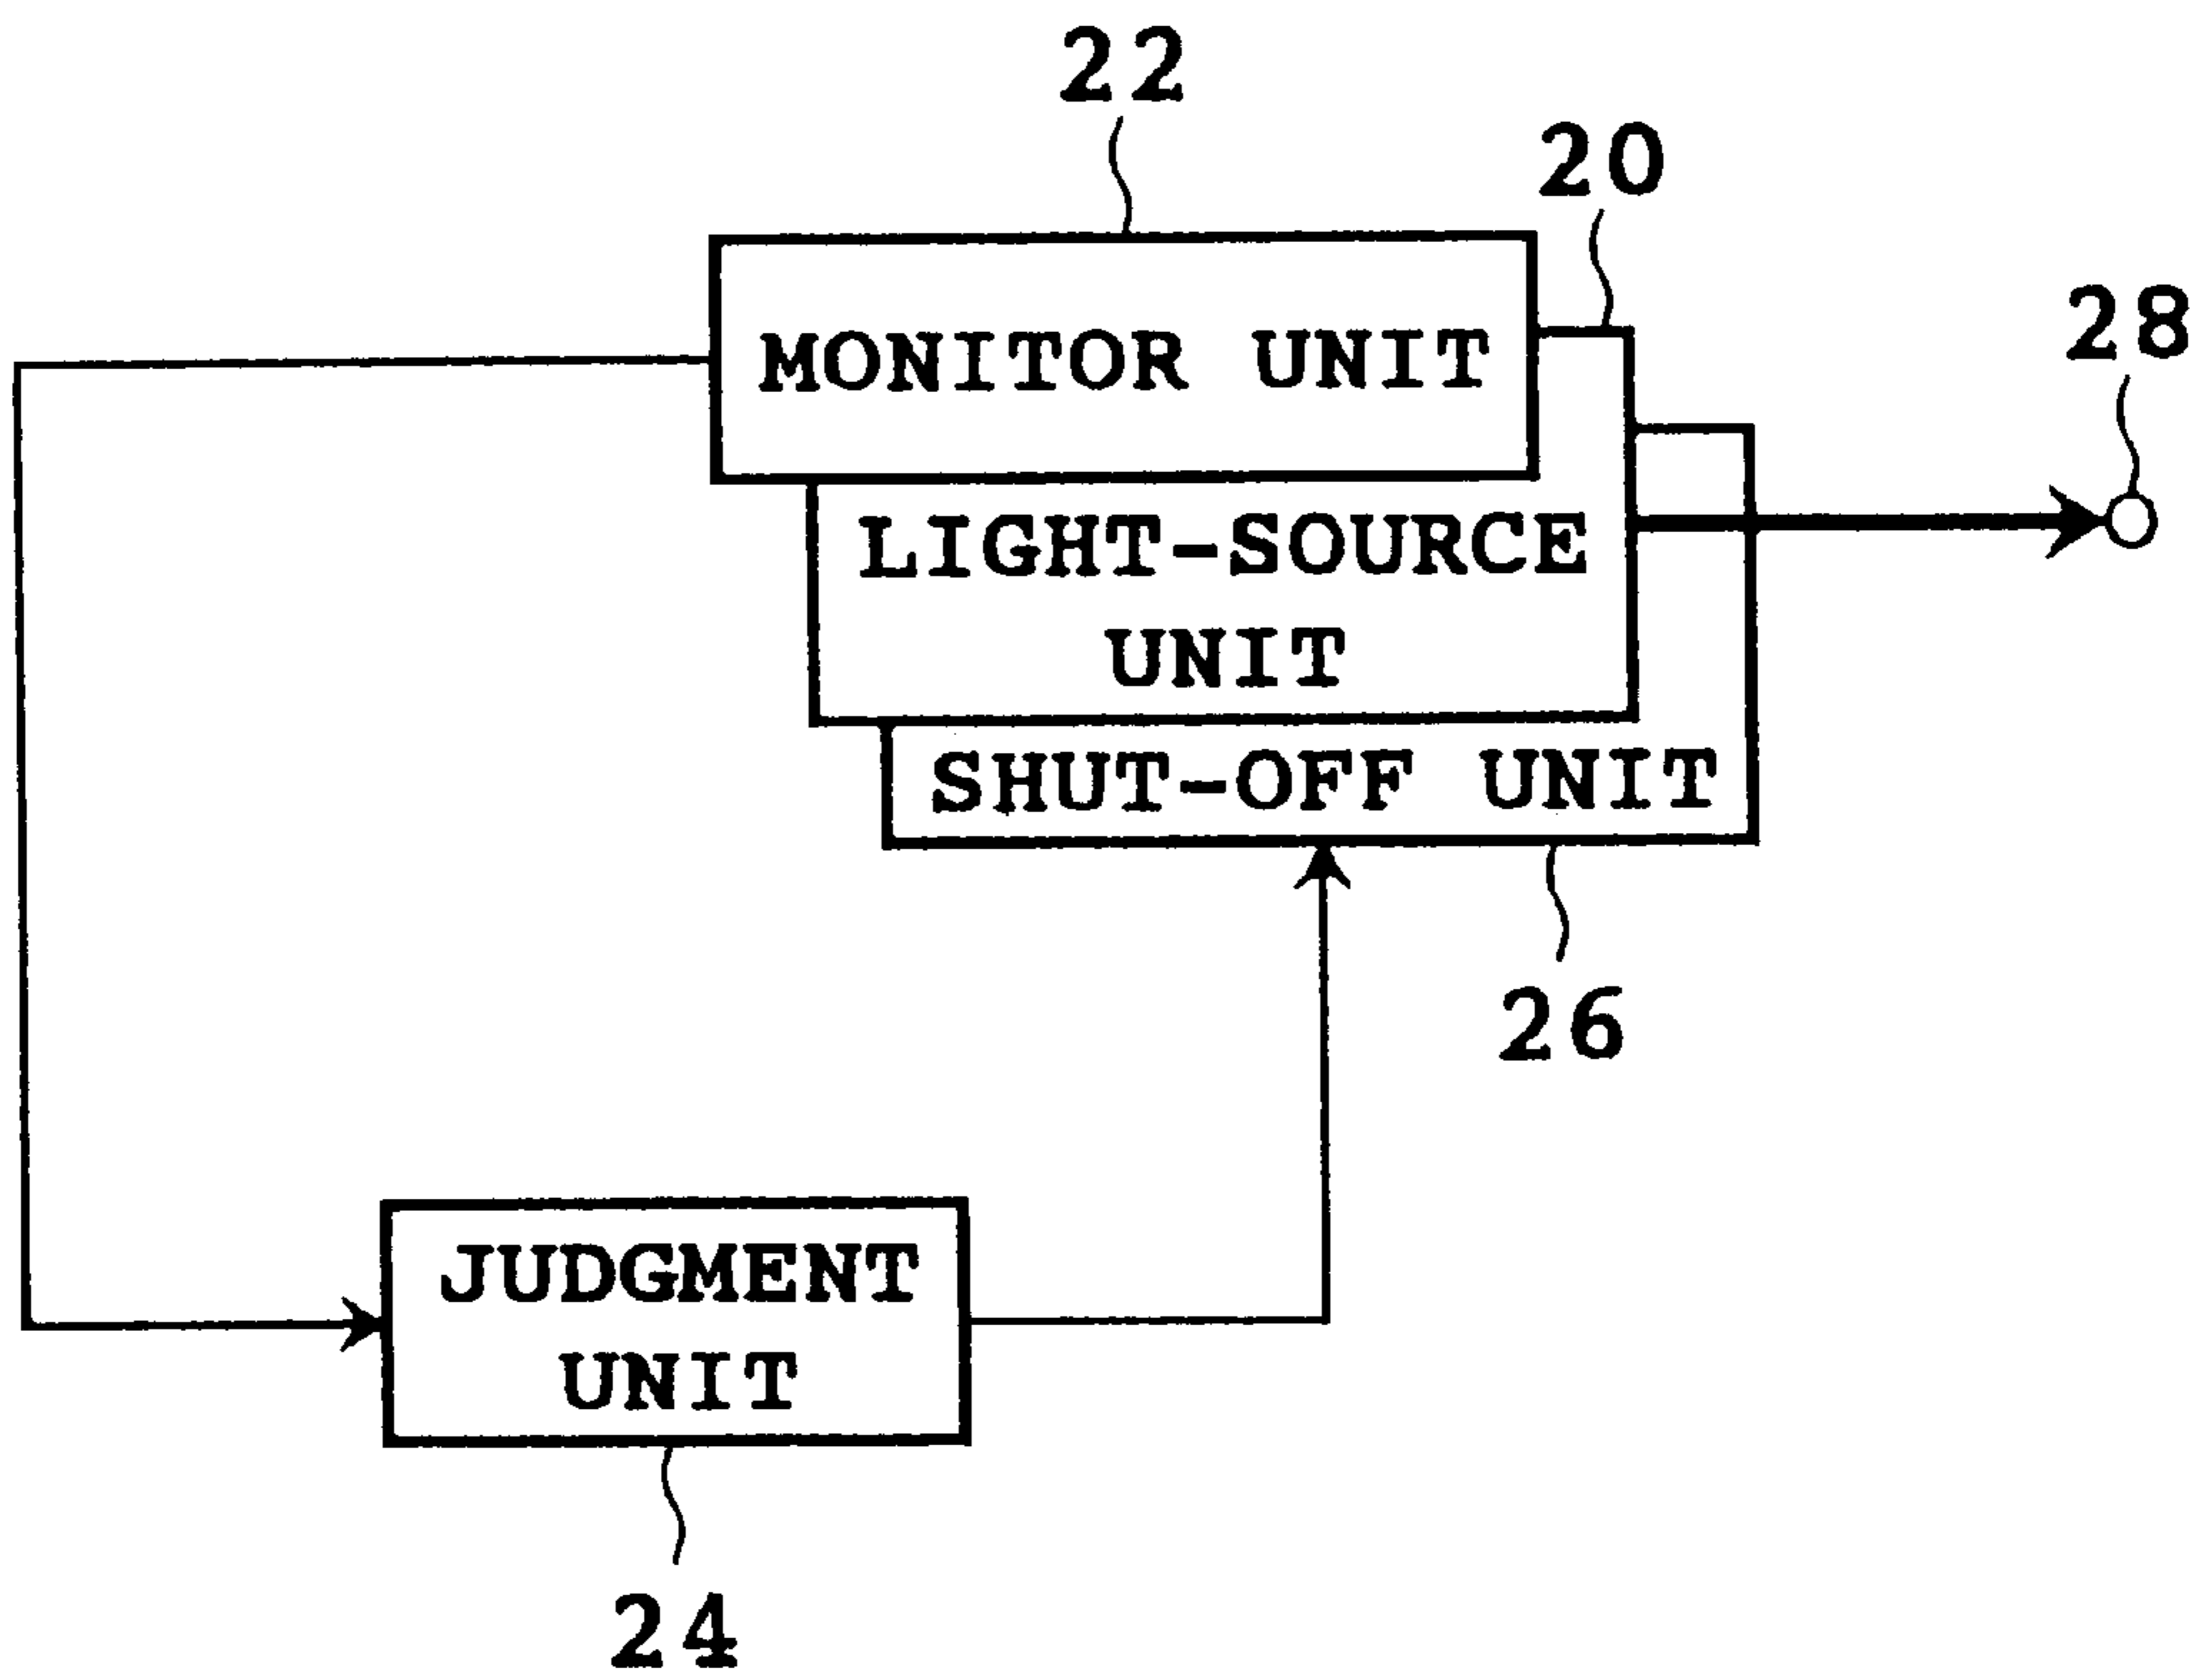 22
20
28
MONITOR UNIT
LIGHT-SOURCE
UNIT
SHUT-OFF UNIT
26
JUDGMENT
UNIT
24